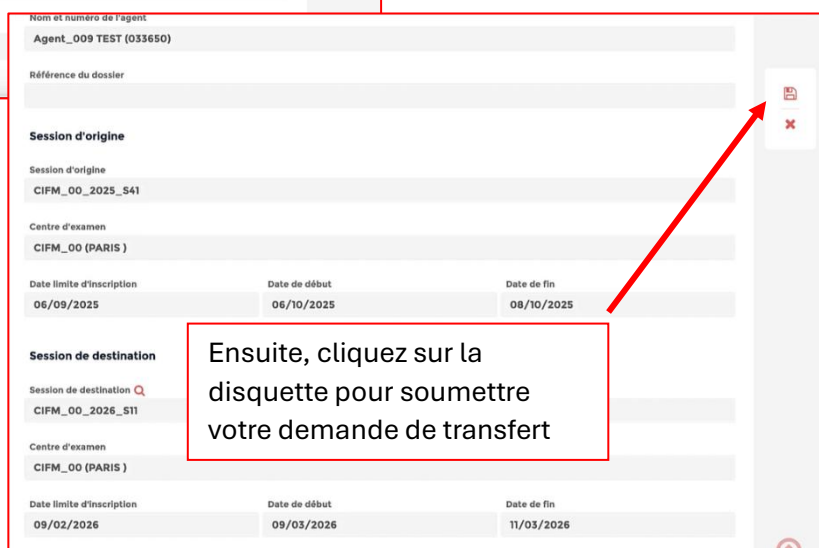 Nom et numéro de l'agent
Agent_009 TEST (033650)
Référence du dossier
Session d'origine
Session d'origine
CIFM_00_2025_S41
Centre d'examen
CIFM_00 (PARIS )
Date limite d'inscription Date de début Date de fin
06/09/2025 06/10/2025 08/10/2025
Session de destination
Session de destination
CIFM_00_2026_S11
Centre d'examen
CIFM_00 (PARIS )
Date limite d'inscription Date de début Date de fin
09/02/2026 09/03/2026 11/03/2026
Ensuite, cliquez sur la
disquette pour soumettre
votre demande de transfert